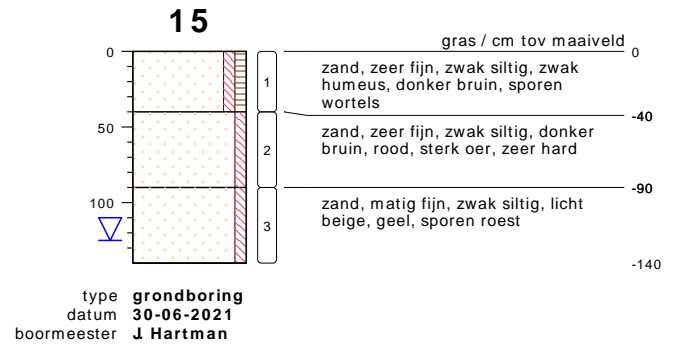 15
gras / cm tov maaiveld
0
0
zand, zeer fijn, zwak siltig, zwak
humeus, donker bruin, sporen
wortels
1
-40
50
zand, zeer fijn, zwak siltig, donker
bruin, rood, sterk oer, zeer hard
2
-90
100
zand, matig fijn, zwak siltig, licht
beige, geel, sporen roest
3
-140
type grondboring
datum 30-06-2021
boormeester J. Hartman